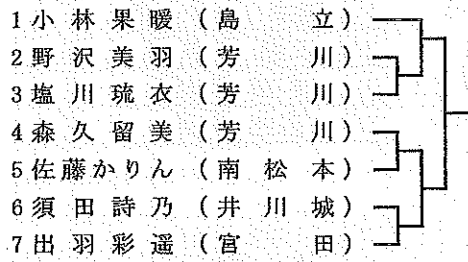 1 小林果暖 (島立)
2 野沢美羽 (芳川)
3 塩川琉衣 (芳川)
4 森久留美 (芳川)
5 佐藤かりん (南松本)
6 須田詩乃 (井川城)
7 出羽彩遥 (宮田)